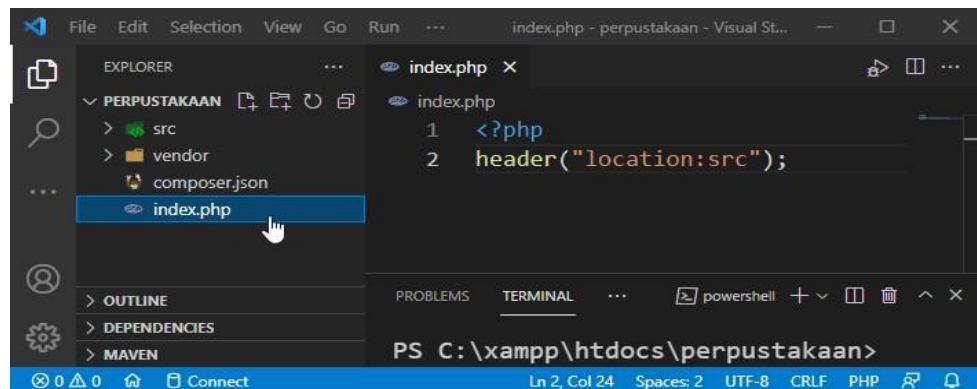 File Edit Selection View Go Run ··· index.php - perpustakaan - Visual St...
EXPLORER ···
PERPUSTAKAAN
src
vendor
composer.json
index.php
OUTLINE
DEPENDENCIES
MAVEN
index.php
index.php
1 <?php
2 header("location:src");
PROBLEMS TERMINAL ··· powershell
PS C:\xampp\htdocs\perpustakaan>
0 0 Connect Ln 2, Col 24 Spaces: 2 UTF-8 CRLF PHP